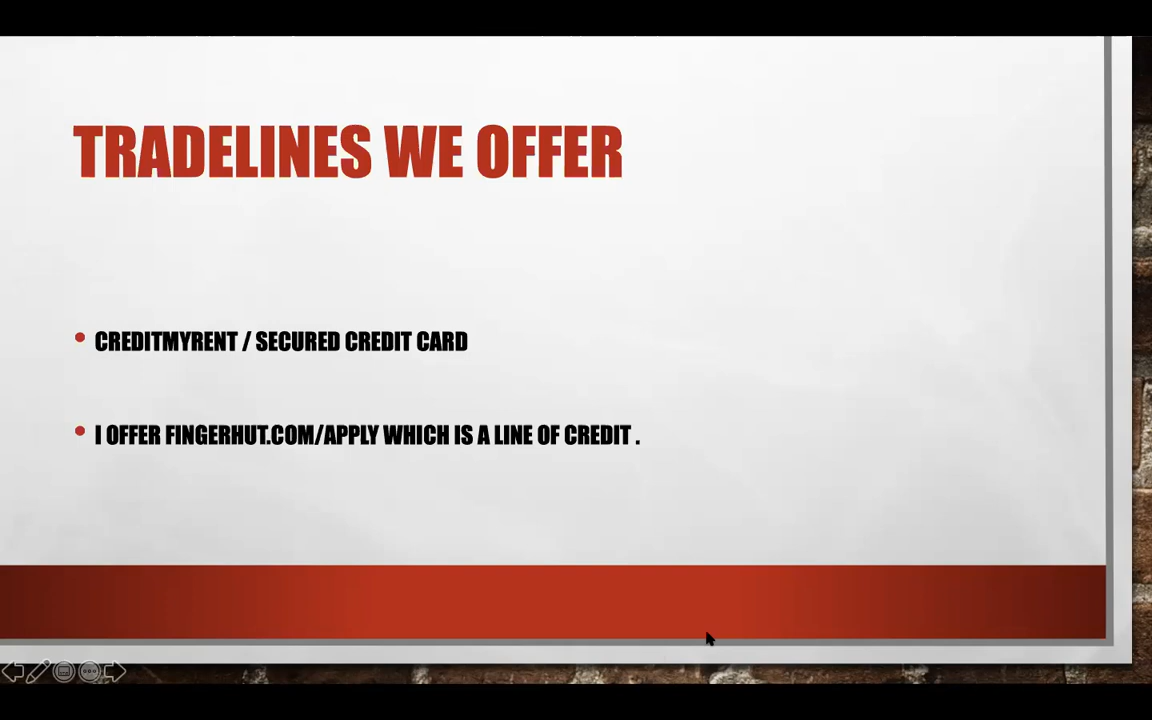 TRADELINES WE OFFER
• CREDITMYRENT / SECURED CREDIT CARD
• I OFFER FINGERHUT.COM/APPLY WHICH IS A LINE OF CREDIT .